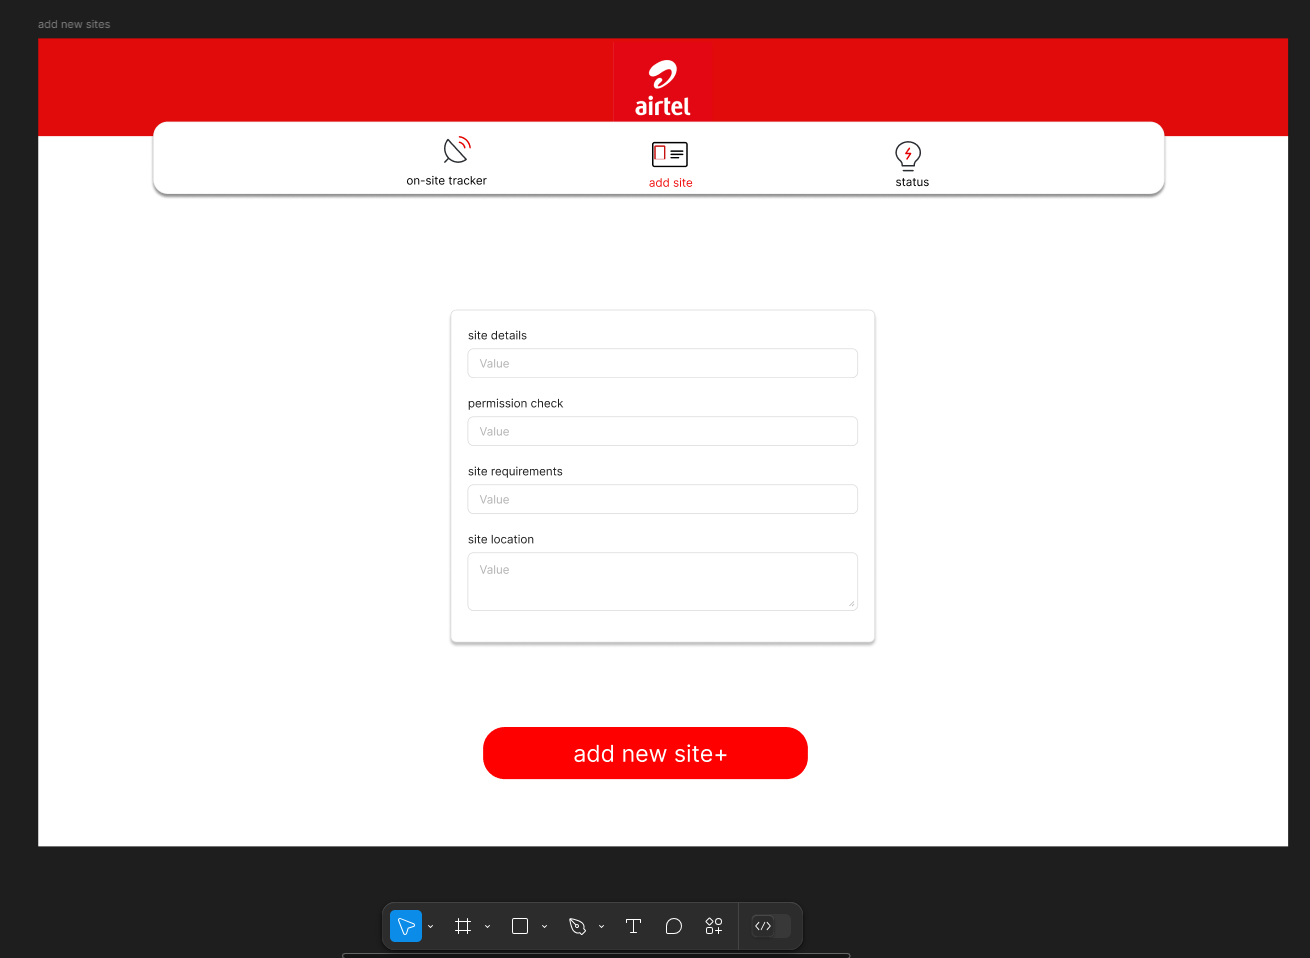 add new sites
airtel
on-site tracker
add site
status
site details
Value
permission check
Value
site requirements
Value
site location
Value
add new site+